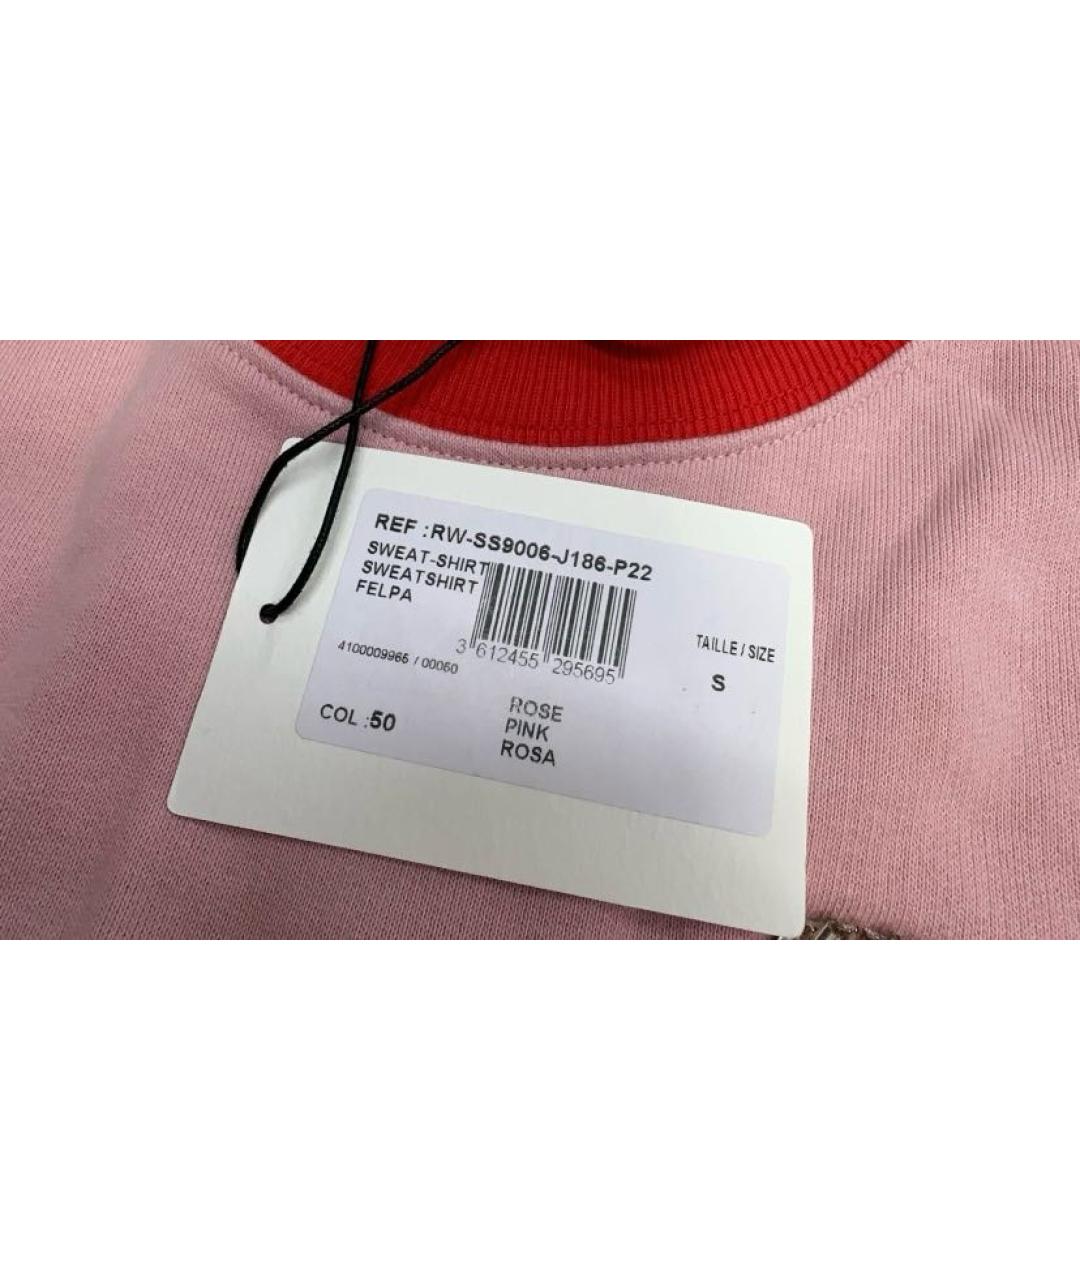 REF :RW-SS9006-J186-P22
SWEAT-SHIRT
SWEATSHIRT
FELPA
3 612455 295695
4100009965 / 00060
TAILLE / SIZE
S
COL :50
ROSE
PINK
ROSA